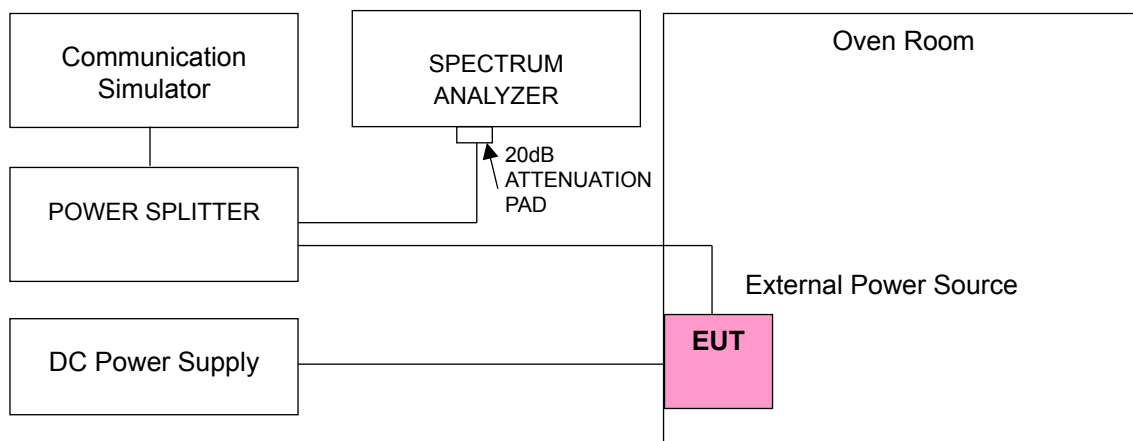 Communication
Simulator
SPECTRUM
ANALYZER
Oven Room
20dB
ATTENUATION
PAD
POWER SPLITTER
External Power Source
EUT
DC Power Supply